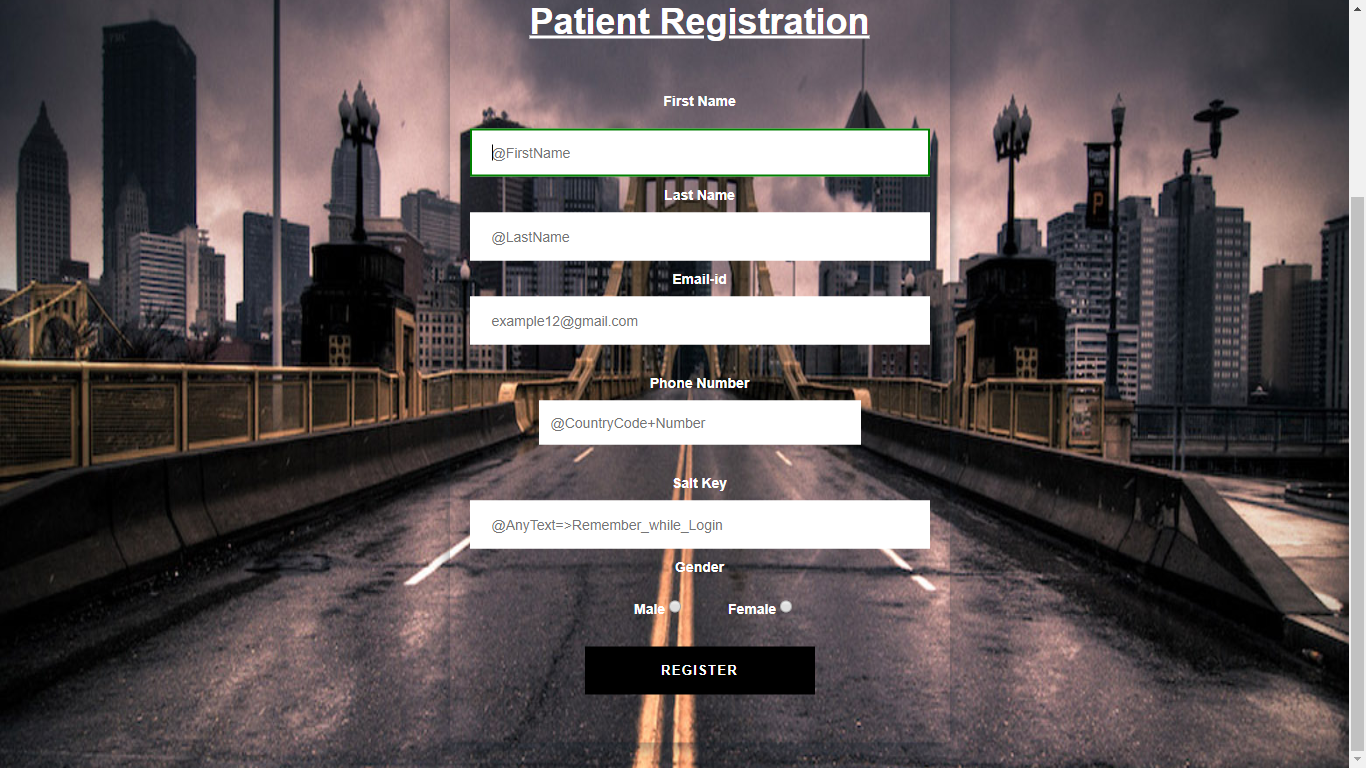 Patient Registration
First Name
@FirstName
Last Name
@LastName
Email-id
example12@gmail.com
Phone Number
@CountryCode+Number
Salt Key
@AnyText=>Remember_while_Login
Gender
Male Female
REGISTER